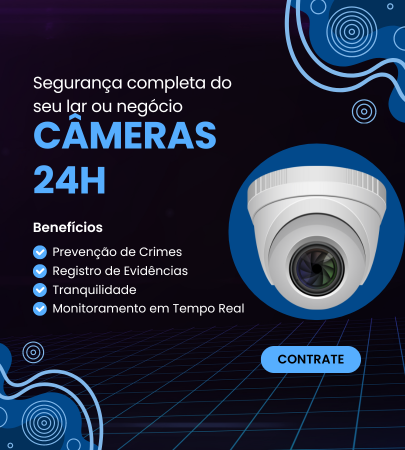 Segurança completa do
seu lar ou negócio
CÂMERAS
24H
Benefícios
Prevenção de Crimes
Registro de Evidências
Tranquilidade
Monitoramento em Tempo Real
CONTRATE